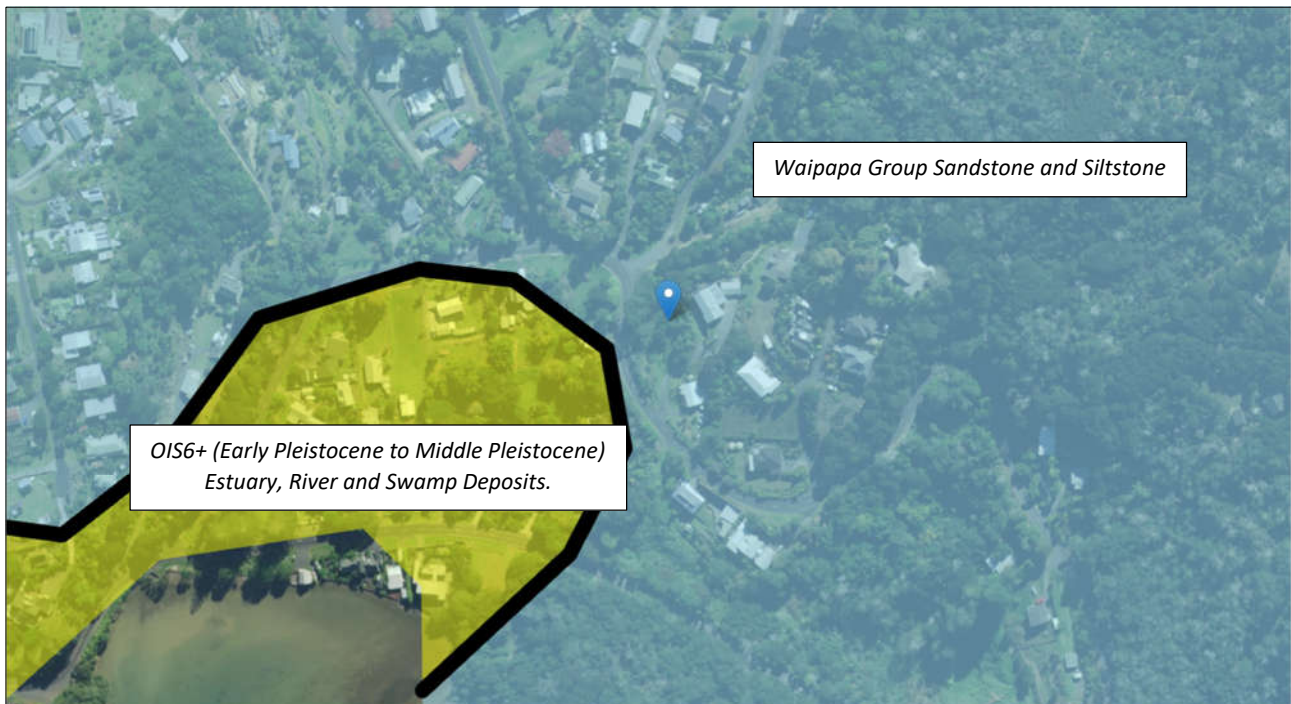 Waipapa Group Sandstone and Siltstone
OIS6+ (Early Pleistocene to Middle Pleistocene)
Estuary, River and Swamp Deposits.